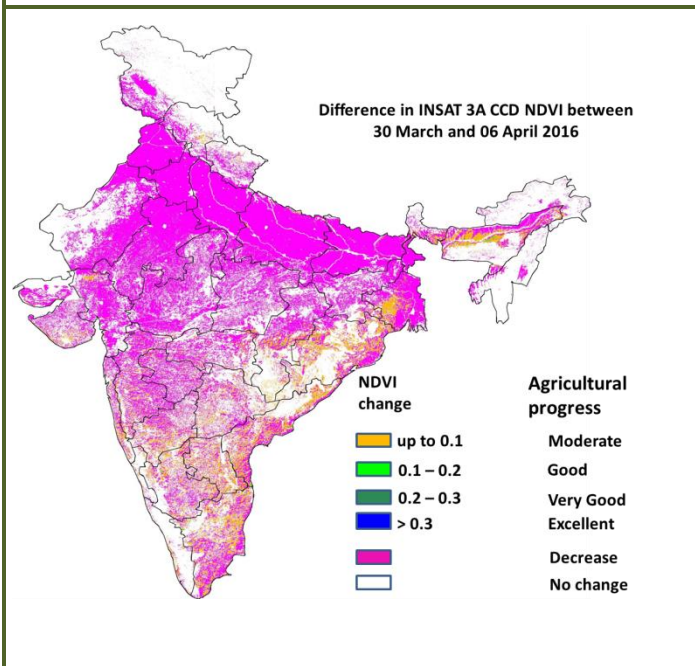 Difference in INSAT 3A CCD NDVI between
30 March and 06 April 2016
NDVI
change
Agricultural
progress
up to 0.1 Moderate
0.1 – 0.2 Good
0.2 – 0.3 Very Good
> 0.3 Excellent
Decrease
No change